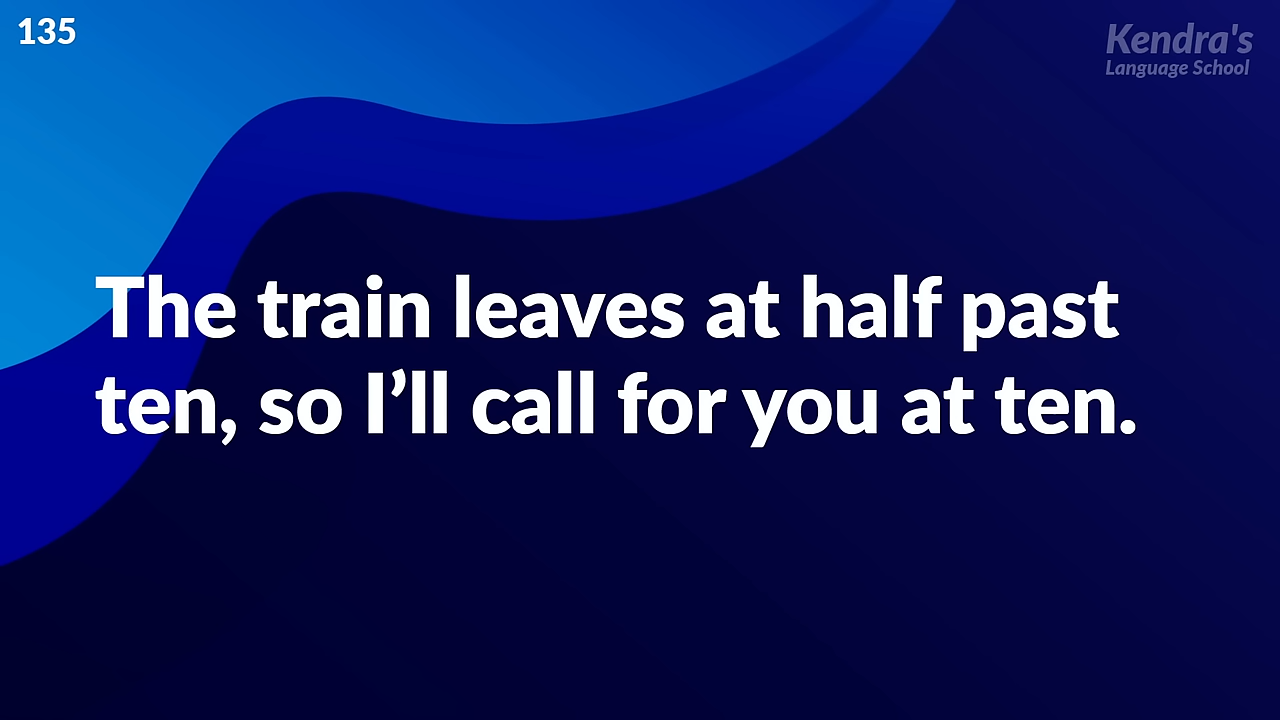 135
Kendra's
Language School
The train leaves at half past
ten, so I’ll call for you at ten.